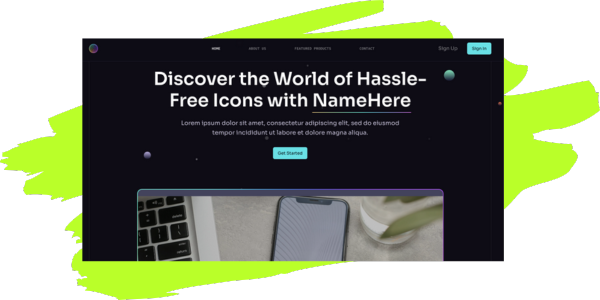 HOME ABOUT US FEATURED PRODUCTS CONTACT Sign Up Sign In
Discover the World of Hassle-
Free Icons with NameHere
Lorem ipsum dolor sit amet, consectetur adipiscing elit, sed do eiusmod
tempor incididunt ut labore et dolore magna aliqua.
Get Started